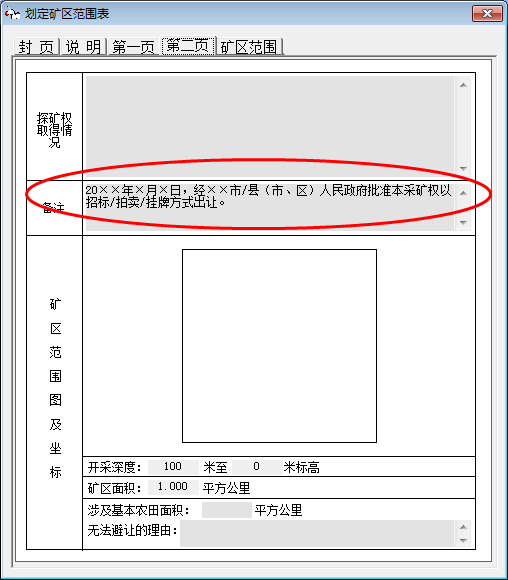 划定矿区范围表
封 页 说 明 第一页 第二页 矿区范围
探矿权
取得情
况
备注
20××年×月×日，经××市/县（市、区）人民政府批准本采矿权以
招标/拍卖/挂牌方式出让。
矿
区
范
围
图
及
坐
标
开采深度： 100 米至 0 米标高
矿区面积： 1.000 平方公里
涉及基本农田面积： 平方公里
无法避让的理由：